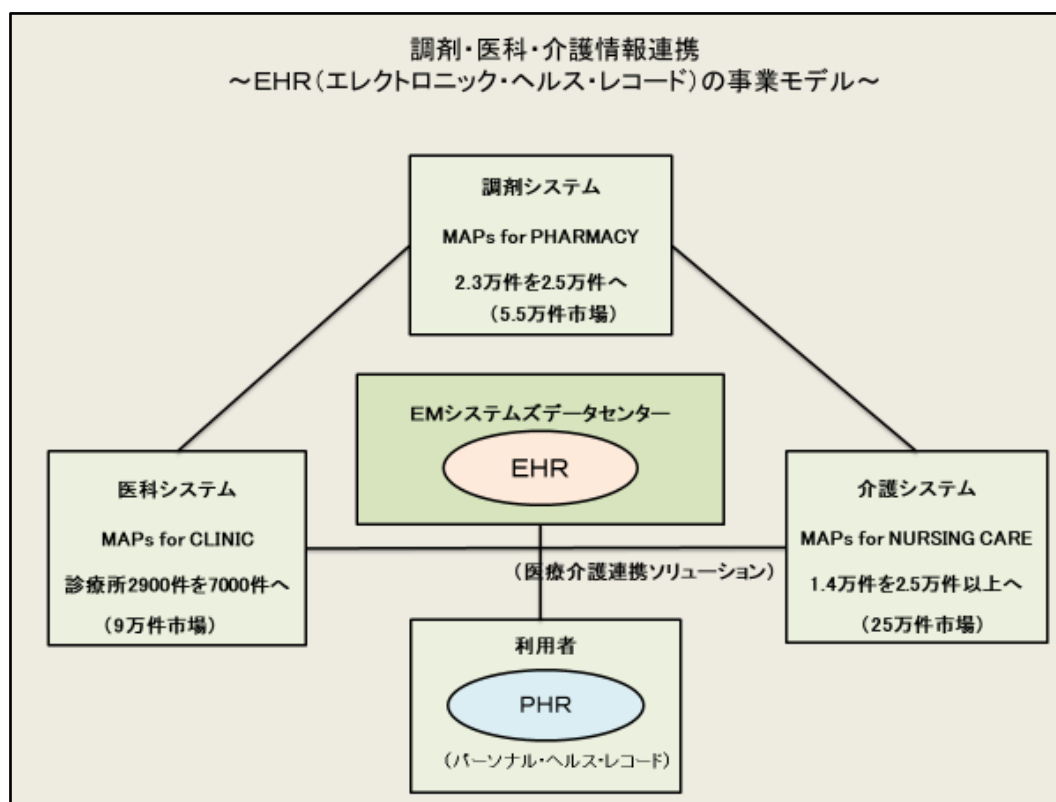 調剤・医科・介護情報連携
～EHR（エレクトロニック・ヘルス・レコード）の事業モデル～
調剤システム
MAPs for PHARMACY
2.3万件を2.5万件へ
（5.5万件市場）
EMシステムズデータセンター
EHR
医科システム
MAPs for CLINIC
診療所2900件を7000件へ
（9万件市場）
介護システム
MAPs for NURSING CARE
1.4万件を2.5万件以上へ
（25万件市場）
（医療介護連携ソリューション）
利用者
PHR
（パーソナル・ヘルス・レコード）